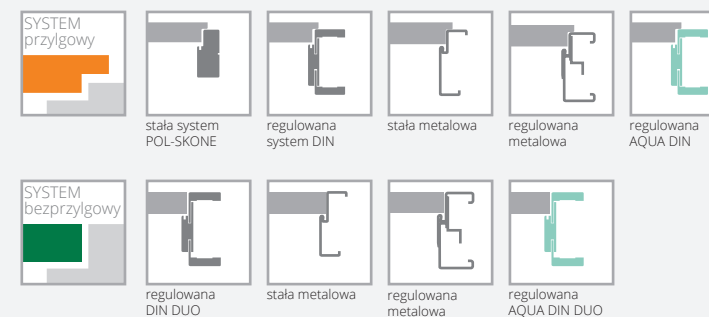 SYSTEM
przylgowy
stała system
POL-SKONE
regulowana
system DIN
stała metalowa
regulowana
metalowa
regulowana
AQUA DIN
SYSTEM
bezprzylgowy
regulowana
DIN DUO
stała metalowa
regulowana
metalowa
regulowana
AQUA DIN DUO